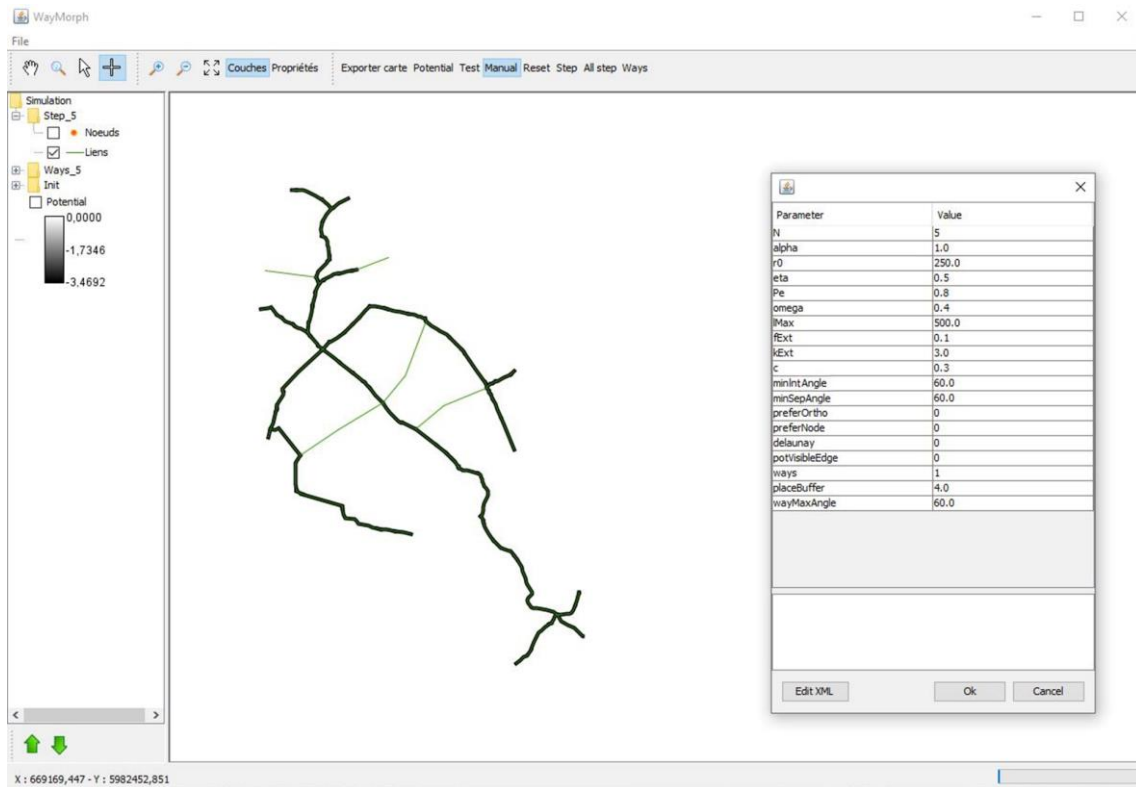 WayMorph
File
Couches Propriétés Exporter carte Potential Test Manual Reset Step All step Ways
Simulation
Step_5
Noeuds
Liens
Ways_5
Init
Potential
0,0000
-1,7346
-3,4692
Parameter Value
N 5
alpha 1.0
r0 250.0
eta 0.5
Pe 0.8
omega 0.4
lMax 500.0
fExt 0.1
kExt 3.0
c 0.3
minIntAngle 60.0
minSepAngle 60.0
preferOrtho 0
preferNode 0
delaunay 0
potVisibleEdge 0
ways 1
placeBuffer 4.0
wayMaxAngle 60.0
Edit XML Ok Cancel
X : 669169,447 - Y : 5982452,851